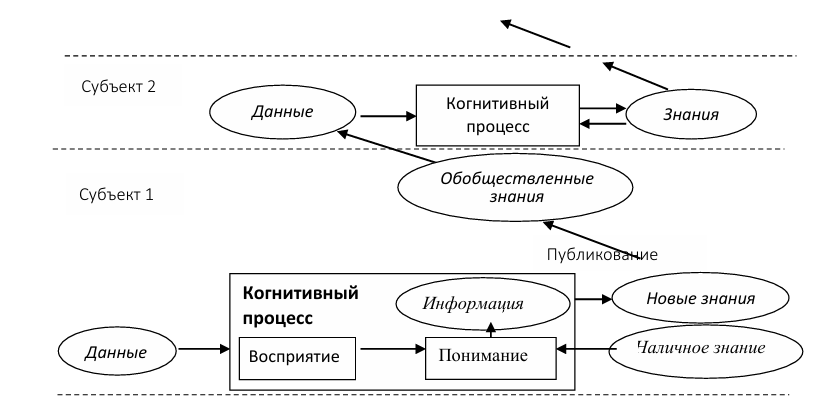 Субъект 2
Данные
Когнитивный
процесс
Знания
Субъект 1
Обобществленные
знания
Публикование
Когнитивный
процесс
Информация
Новые знания
Данные
Восприятие
Понимание
Чаличное знание